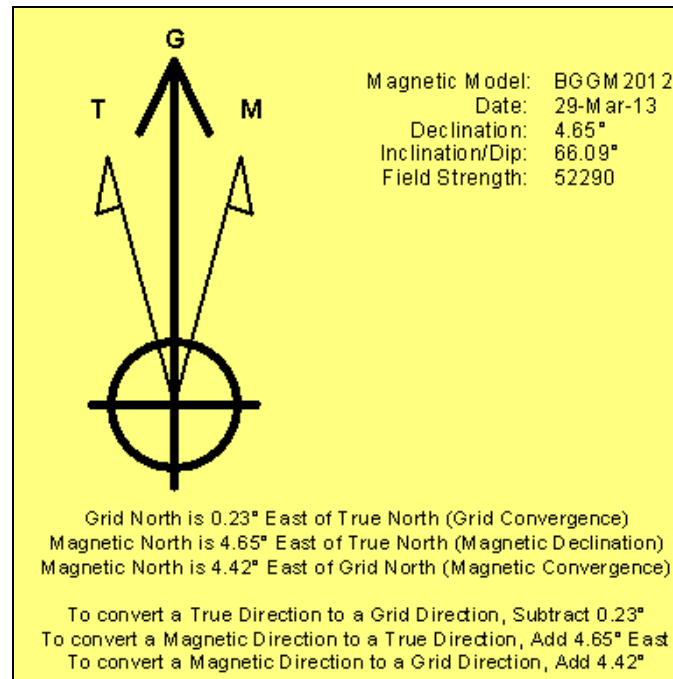 G
T
M
Magnetic Model: BGGM2012
Date: 29-Mar-13
Declination: 4.65°
Inclination/Dip: 66.09°
Field Strength: 52290
Grid North is 0.23° East of True North (Grid Convergence)
Magnetic North is 4.65° East of True North (Magnetic Declination)
Magnetic North is 4.42° East of Grid North (Magnetic Convergence)
To convert a True Direction to a Grid Direction, Subtract 0.23°
To convert a Magnetic Direction to a True Direction, Add 4.65° East
To convert a Magnetic Direction to a Grid Direction, Add 4.42°